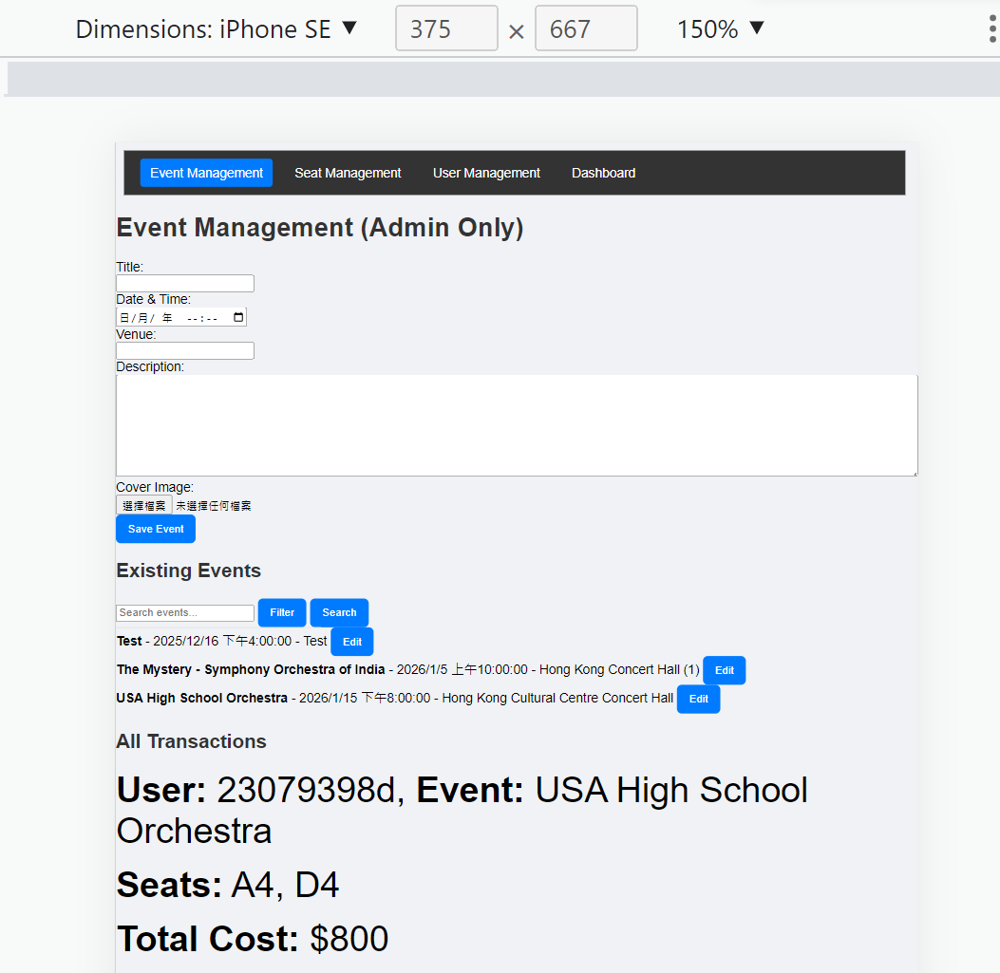 Dimensions: iPhone SE ▼ 375 × 667 150% ▼
Event Management Seat Management User Management Dashboard
Event Management (Admin Only)
Title:
Date & Time:
日/月/ 年 --:--
Venue:
Description:
Cover Image:
選擇檔案 未選擇任何檔案
Save Event
Existing Events
Search events... Filter Search
Test - 2025/12/16 下午4:00:00 - Test Edit
The Mystery - Symphony Orchestra of India - 2026/1/5 上午10:00:00 - Hong Kong Concert Hall (1) Edit
USA High School Orchestra - 2026/1/15 下午8:00:00 - Hong Kong Cultural Centre Concert Hall Edit
All Transactions
User: 23079398d, Event: USA High School
Orchestra
Seats: A4, D4
Total Cost: $800